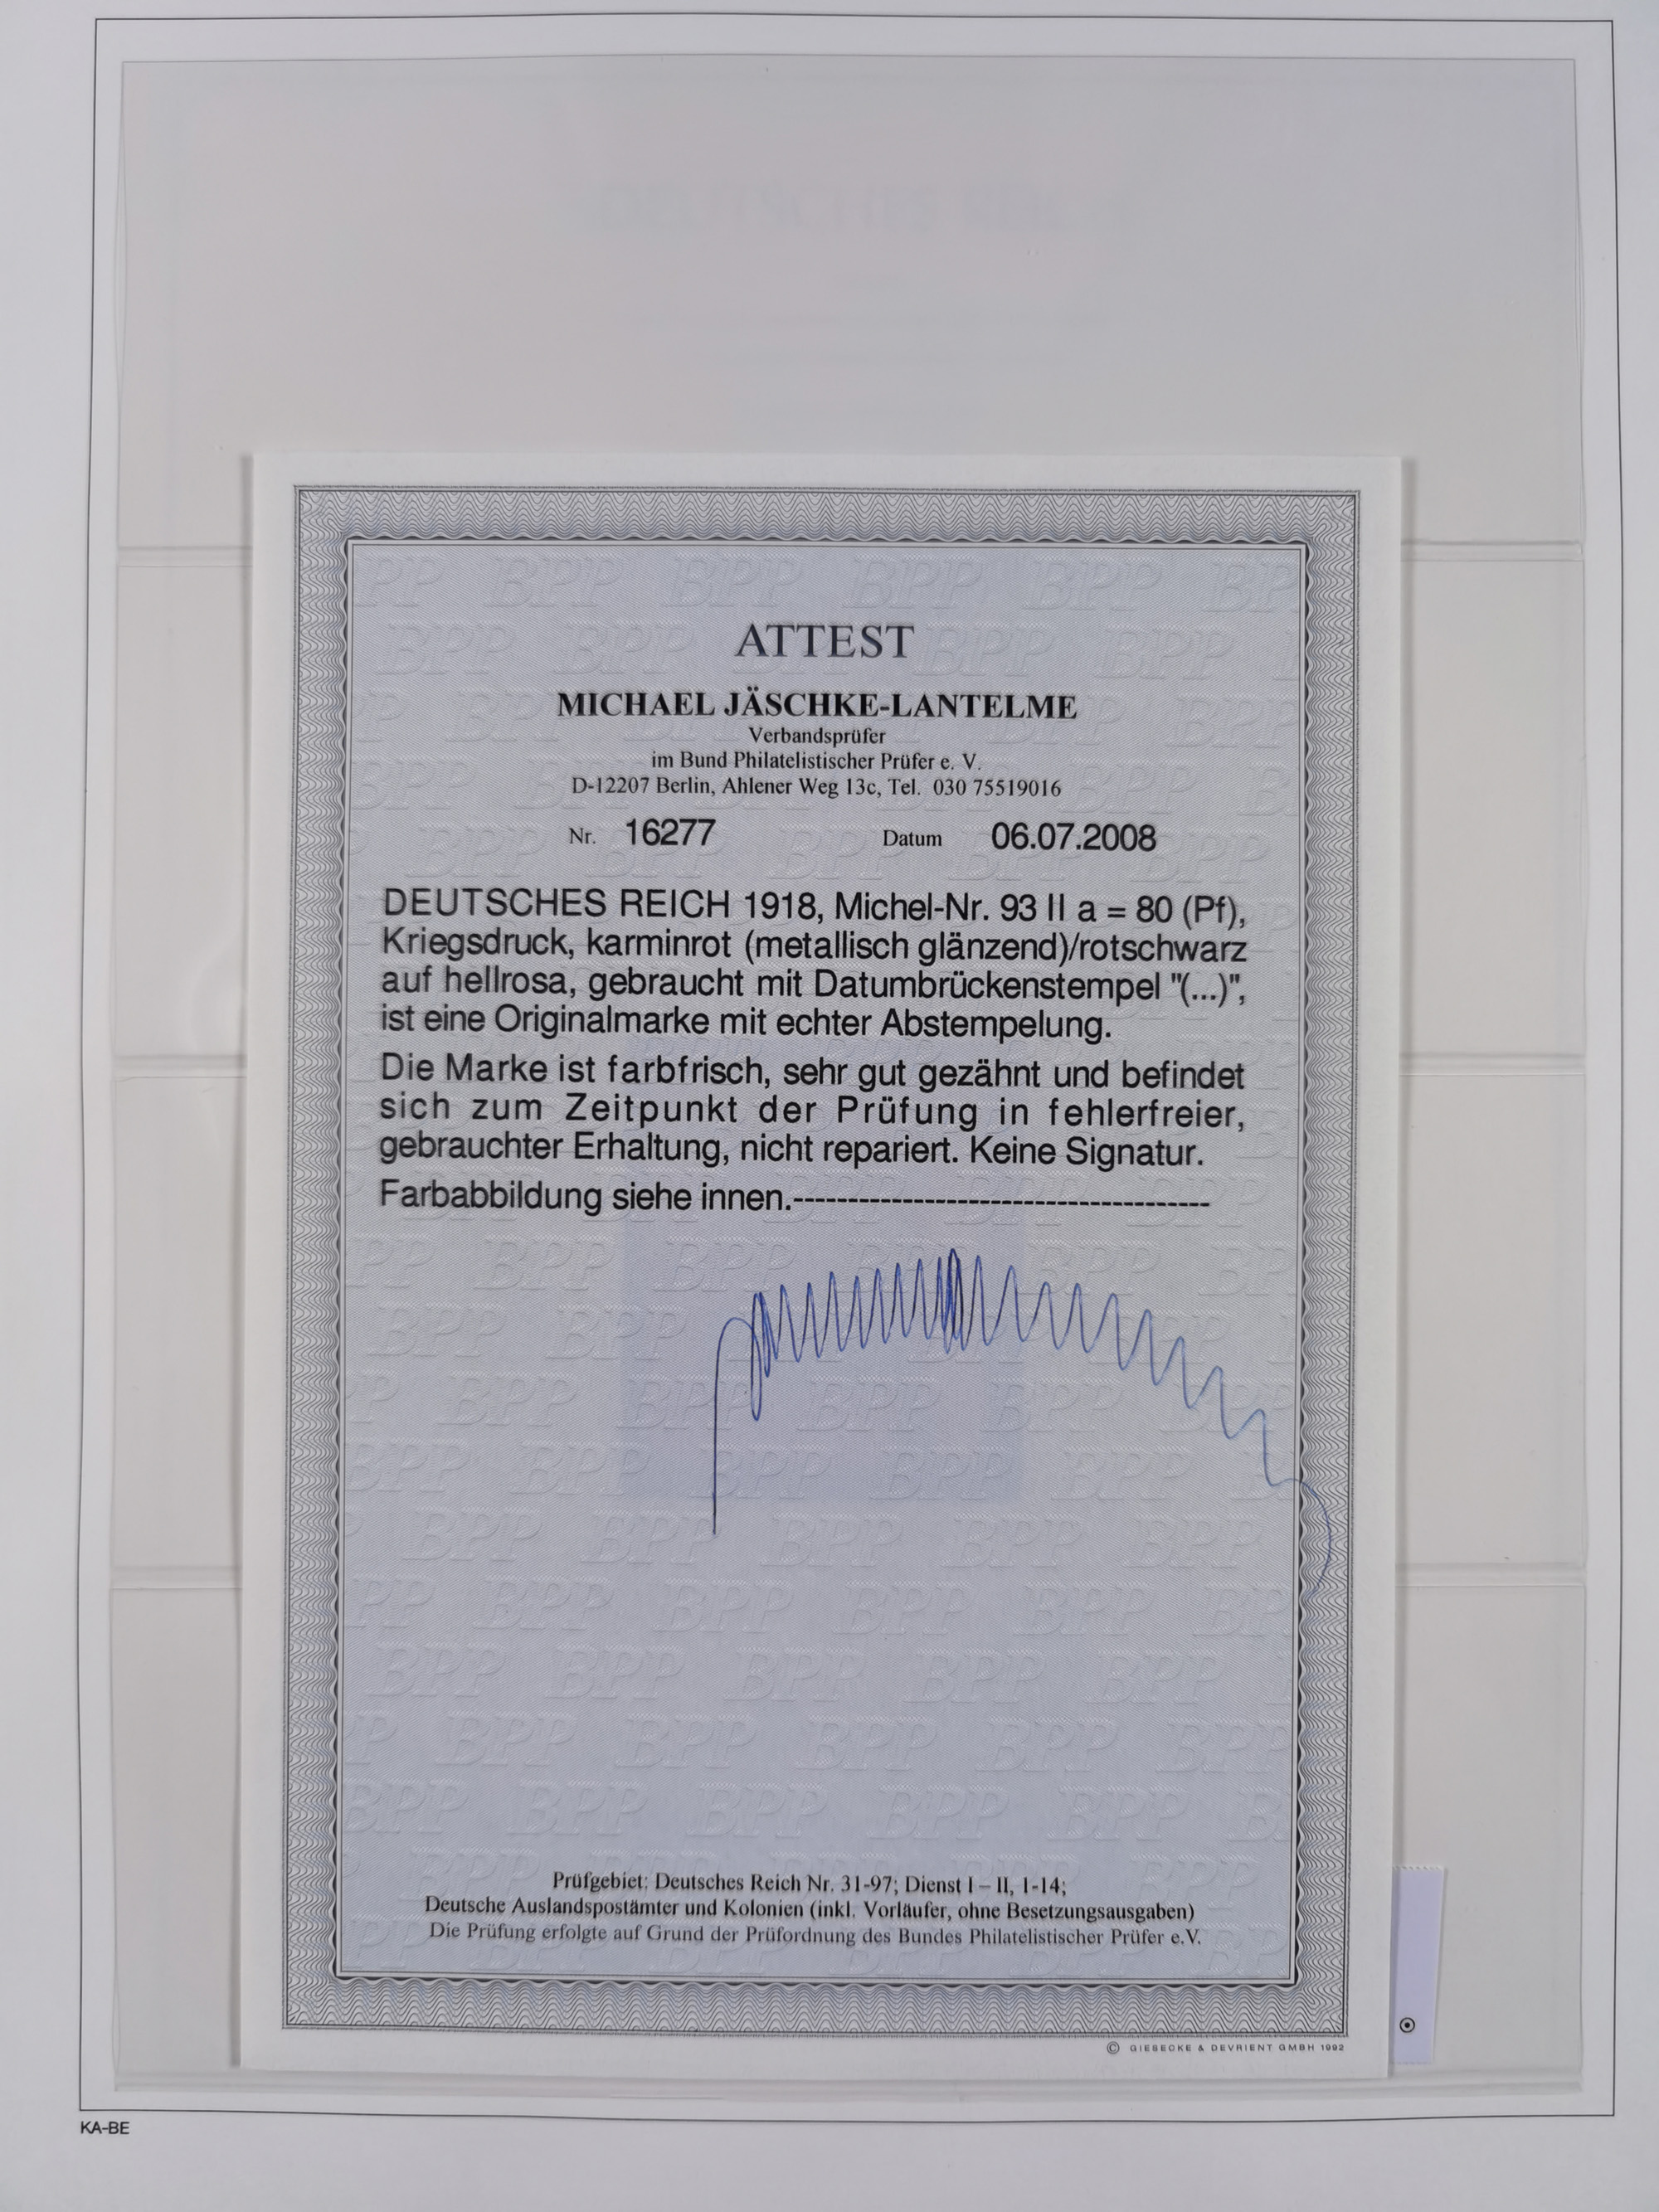 ATTEST
MICHAEL JÄSCHKE-LANTELME
Verbandsprüfer
im Bund Philatelistischer Prüfer e. V.
D-12207 Berlin, Ahlener Weg 13c, Tel. 030 75519016
Nr. 16277 Datum 06.07.2008
DEUTSCHES REICH 1918, Michel-Nr. 93 II a = 80 (Pf),
Kriegsdruck, karminrot (metallisch glänzend)/rotschwarz
auf hellrosa, gebraucht mit Datumbrückenstempel "(...)",
ist eine Originalmarke mit echter Abstempelung.
Die Marke ist farbfrisch, sehr gut gezähnt und befindet
sich zum Zeitpunkt der Prüfung in fehlerfreier,
gebrauchter Erhaltung, nicht repariert. Keine Signatur.
Farbabbildung siehe innen.--------------------------------------
Prüfgebiet: Deutsches Reich Nr. 31-97; Dienst I – II, 1-14;
Deutsche Auslandspostämter und Kolonien (inkl. Vorläufer, ohne Besetzungsausgaben)
Die Prüfung erfolgte auf Grund der Prüfordnung des Bundes Philatelistischer Prüfer e.V.
© GIESECKE & DEVRIENT GMBH 1992
KA-BE